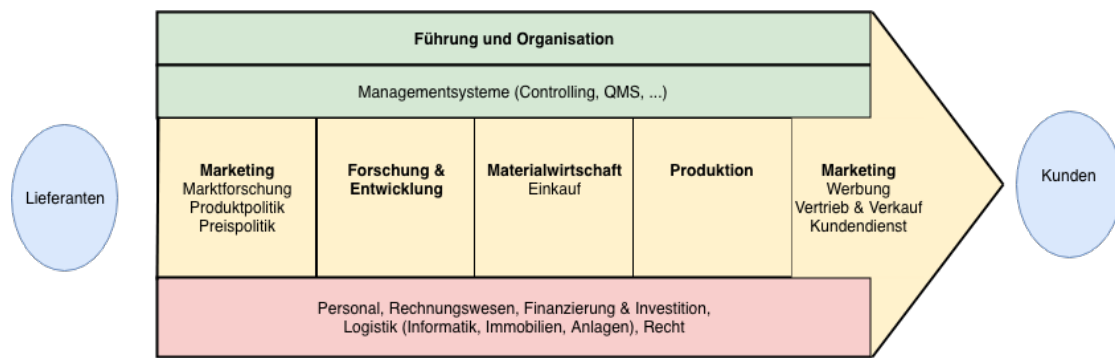 Führung und Organisation
Managementsysteme (Controlling, QMS, ...)
Lieferanten
Marketing
Marktforschung
Produktpolitik
Preispolitik
Forschung &
Entwicklung
Materialwirtschaft
Einkauf
Produktion
Marketing
Werbung
Vertrieb & Verkauf
Kundendienst
Kunden
Personal, Rechnungswesen, Finanzierung & Investition,
Logistik (Informatik, Immobilien, Anlagen), Recht